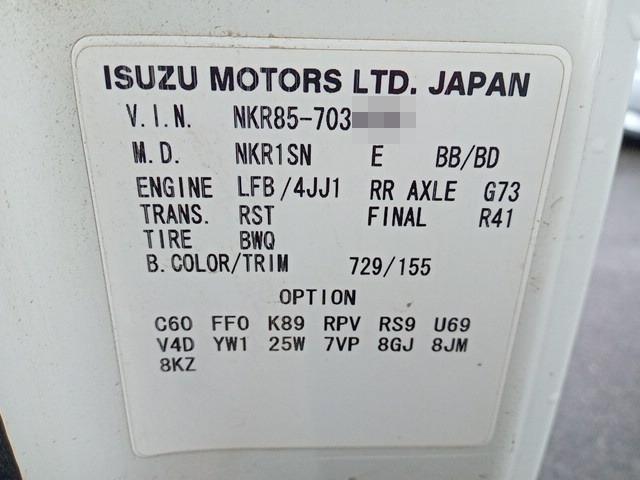 ISUZU MOTORS LTD. JAPAN
V.I.N. NKR85-703
M.D. NKR1SN E BB/BD
ENGINE LFB/4JJ1 RR AXLE G73
TRANS. RST FINAL R41
TIRE BWQ
B.COLOR/TRIM 729/155
OPTION
C60 FF0 K89 RPV RS9 U69
V4D YW1 25W 7VP 8GJ 8JM
8KZ